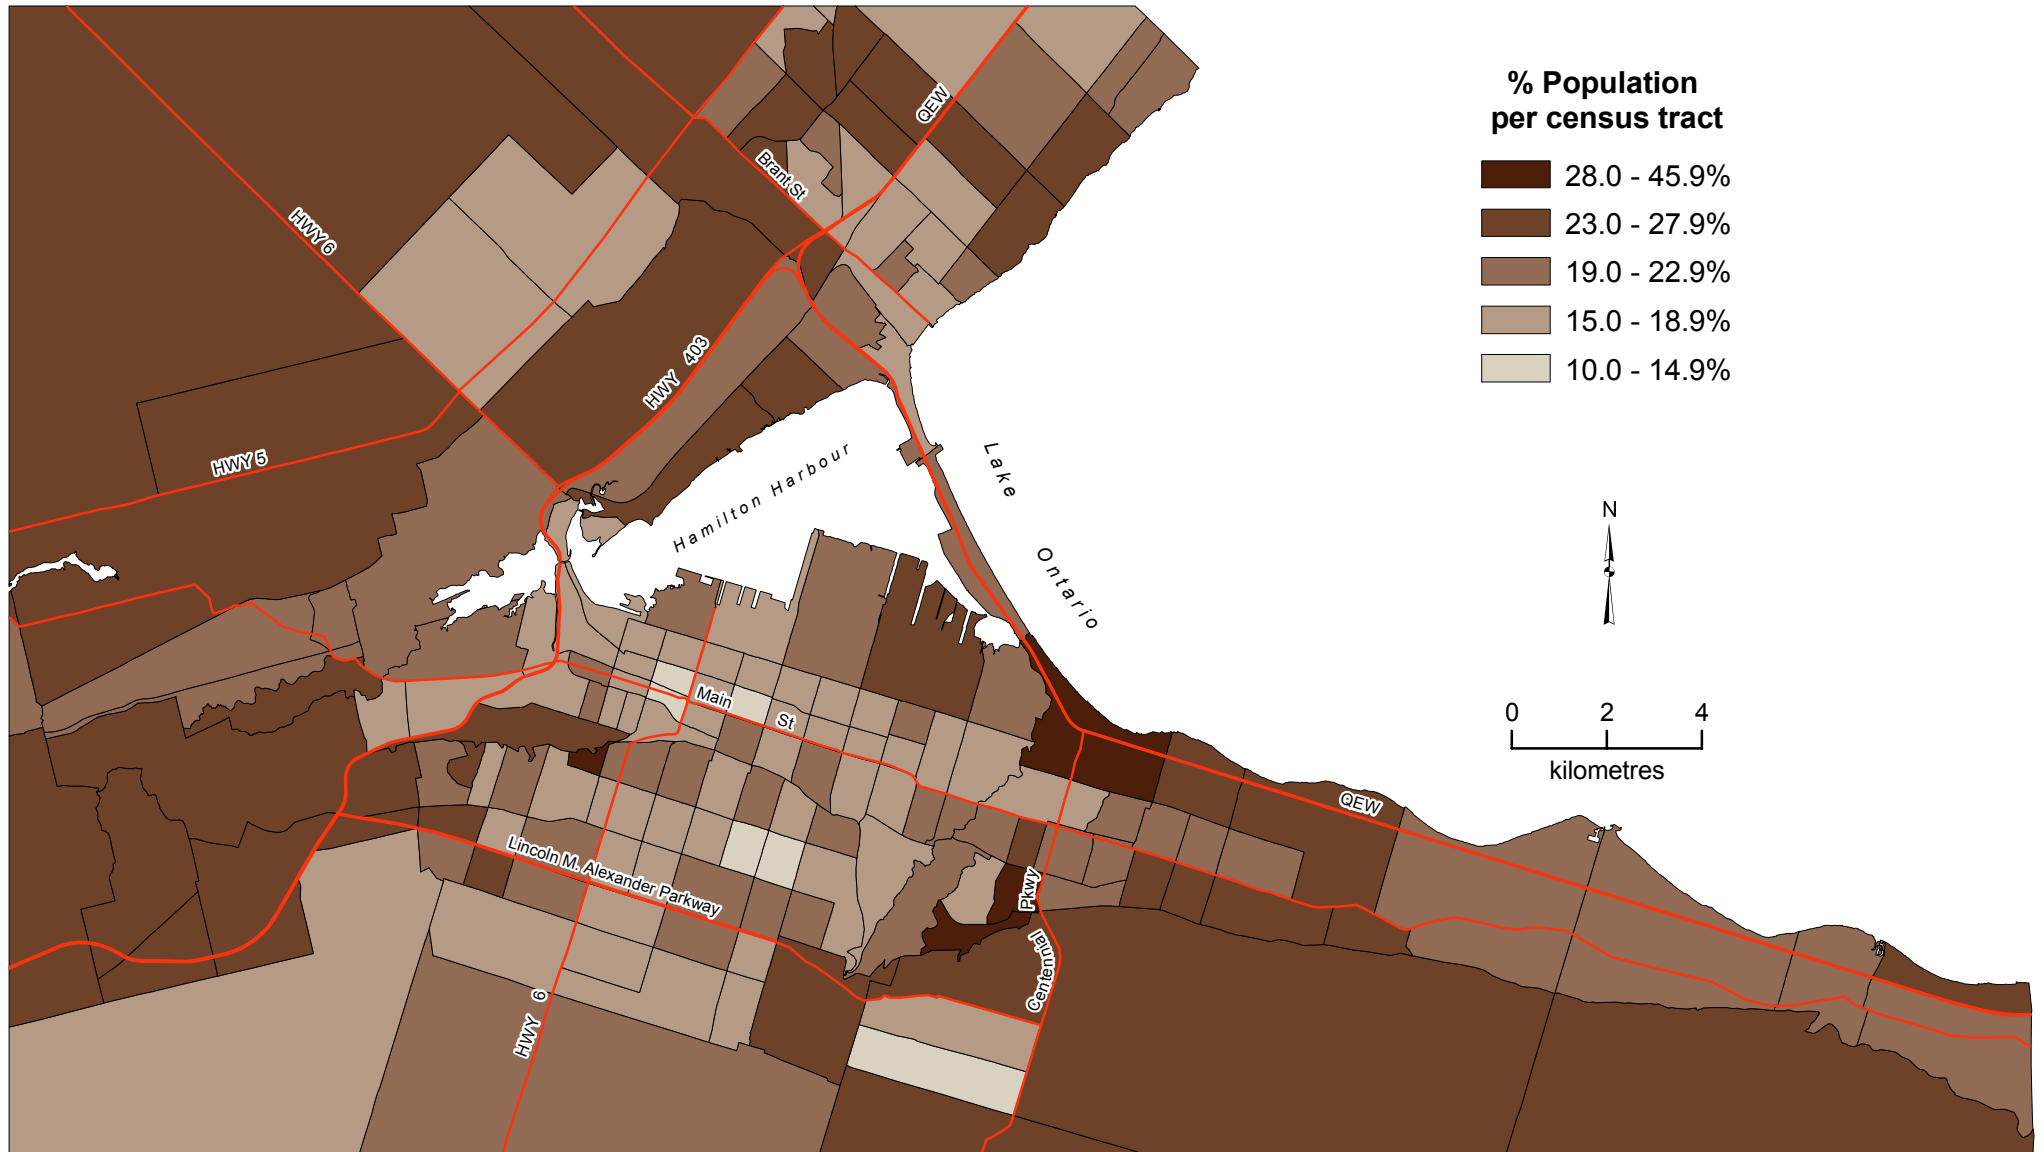 % Population
per census tract
28.0 - 45.9%
23.0 - 27.9%
19.0 - 22.9%
15.0 - 18.9%
10.0 - 14.9%
QEW
Brant St
HWY 6
HWY 403
HWY 5
Hamilton Harbour
Lake
Ontario
N
0 2 4
kilometres
Main St
QEW
Lincoln M. Alexander Parkway
Pkwy
Centennial
HWY 6